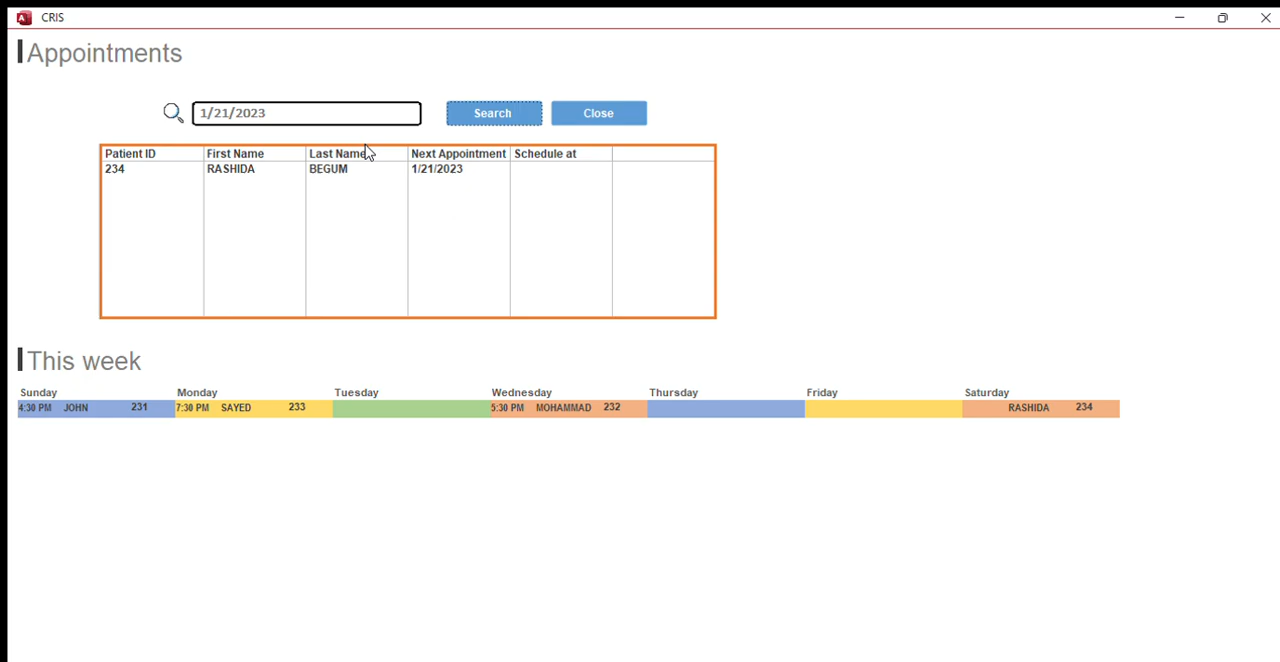 CRIS
Appointments
1/21/2023 Search Close
Patient ID First Name Last Name Next Appointment Schedule at
234 RASHIDA BEGUM 1/21/2023
This week
Sunday Monday Tuesday Wednesday Thursday Friday Saturday
4:30 PM JOHN 231 7:30 PM SAYED 233 5:30 PM MOHAMMAD 232 RASHIDA 234